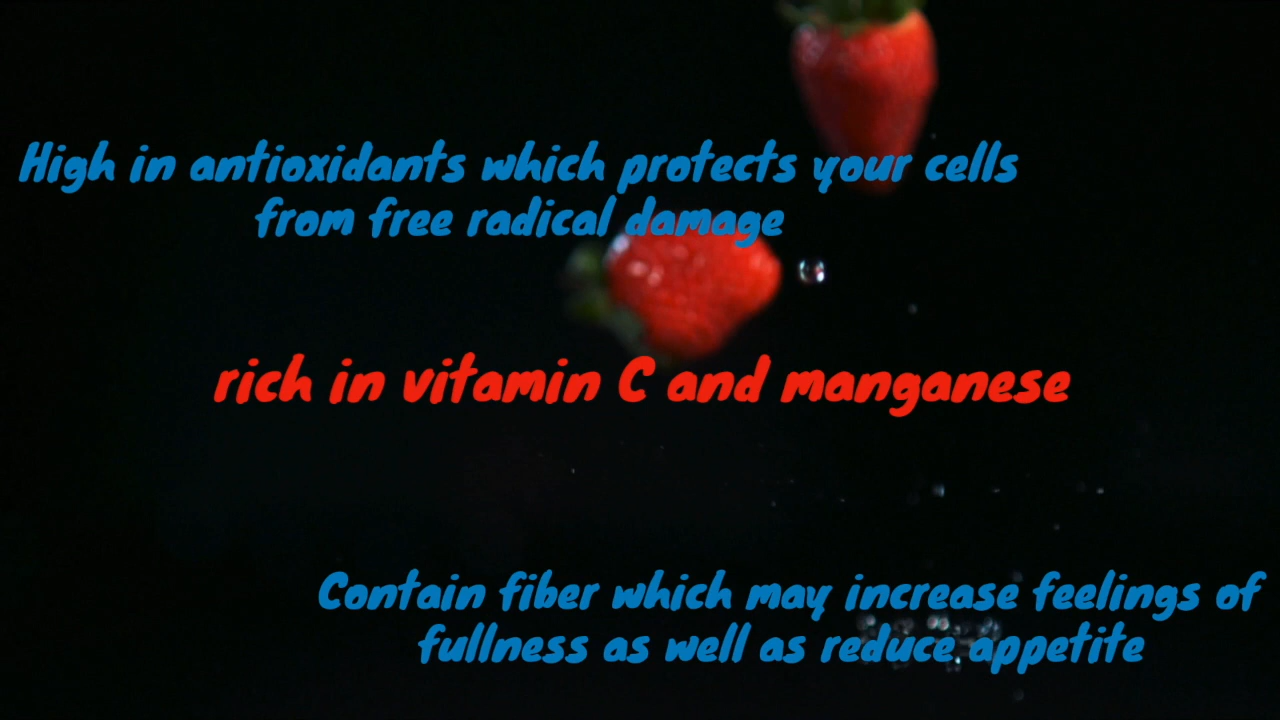 High in antioxidants which protects your cells
from free radical damage
rich in vitamin C and manganese
Contain fiber which may increase feelings of
fullness as well as reduce appetite